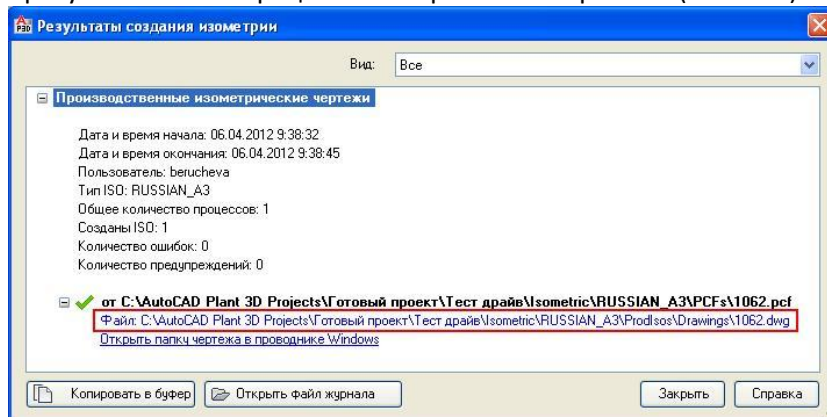 Результаты создания изометрии
Вид: Все
Производственные изометрические чертежи
Дата и время начала: 06.04.2012 9:38:32
Дата и время окончания: 06.04.2012 9:38:45
Пользователь: berucheva
Тип ISO: RUSSIAN_A3
Общее количество процессов: 1
Созданы ISO: 1
Количество ошибок: 0
Количество предупреждений: 0
от C:\AutoCAD Plant 3D Projects\Готовый проект\Тест драйв\Isometric\RUSSIAN_A3\PCFs\1062.pcf
Файл: C:\AutoCAD Plant 3D Projects\Готовый проект\Тест драйв\Isometric\RUSSIAN_A3\ProdIsos\Drawings\1062.dwg
Открыть папку чертежа в проводнике Windows
Копировать в буфер Открыть файл журнала Закрыть Справка